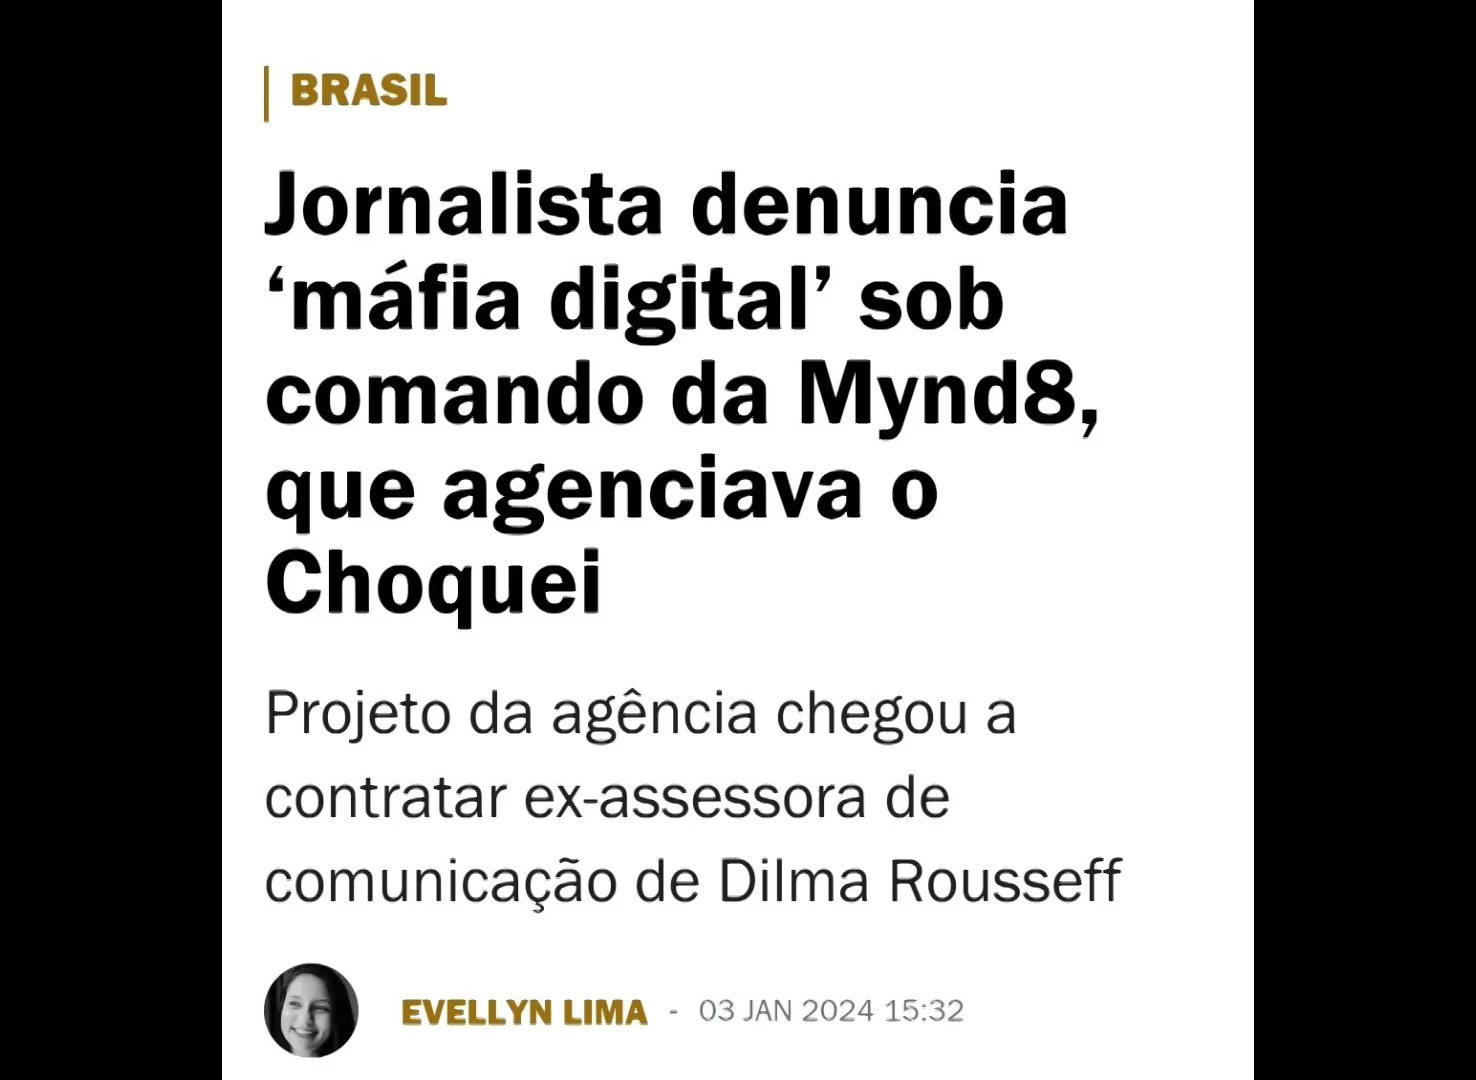 BRASIL
Jornalista denuncia
‘máfia digital’ sob
comando da Mynd8,
que agenciava o
Choquei
Projeto da agência chegou a
contratar ex-assessora de
comunicação de Dilma Rousseff
EVELLYN LIMA - 03 JAN 2024 15:32